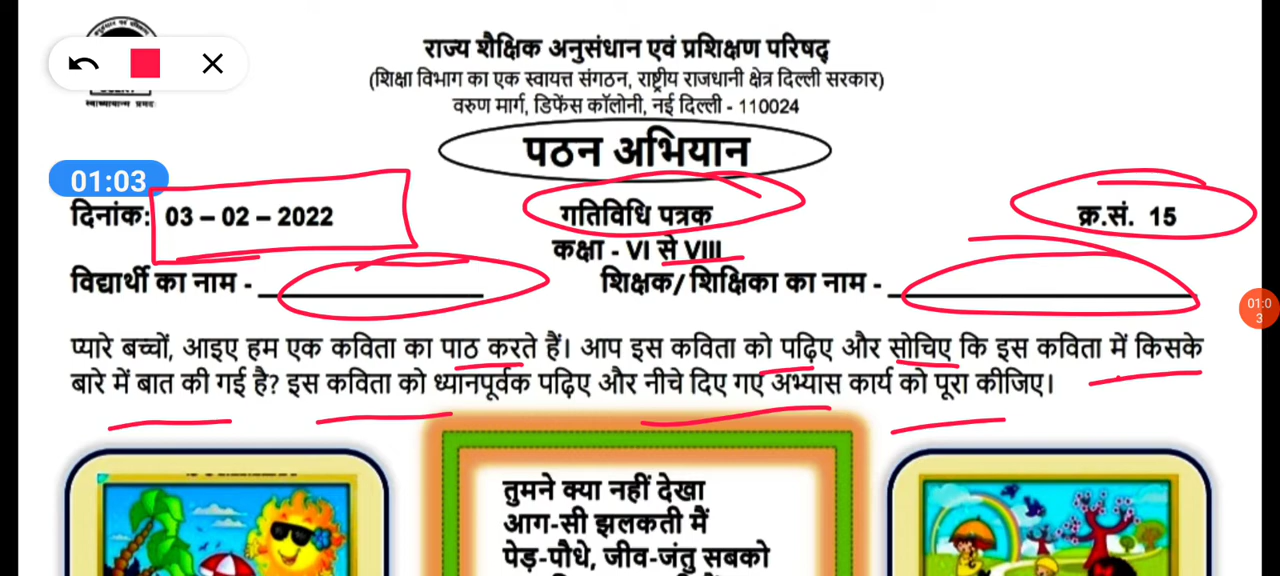 राज्य शैक्षिक अनुसंधान एवं प्रशिक्षण परिषद्
(शिक्षा विभाग का एक स्वायत्त संगठन, राष्ट्रीय राजधानी क्षेत्र दिल्ली सरकार)
वरुण मार्ग, डिफेंस कॉलोनी, नई दिल्ली - 110024
पठन अभियान
01:03
दिनांक: 03 – 02 – 2022 गतिविधि पत्रक क्र.सं. 15
कक्षा - VI से VIII
विद्यार्थी का नाम - शिक्षक/ शिक्षिका का नाम -
01:0
3
प्यारे बच्चों, आइए हम एक कविता का पाठ करते हैं। आप इस कविता को पढ़िए और सोचिए कि इस कविता में किसके
बारे में बात की गई है? इस कविता को ध्यानपूर्वक पढ़िए और नीचे दिए गए अभ्यास कार्य को पूरा कीजिए।
तुमने क्या नहीं देखा
आग-सी झलकती मैं
पेड़-पौधे, जीव-जंतु सबको